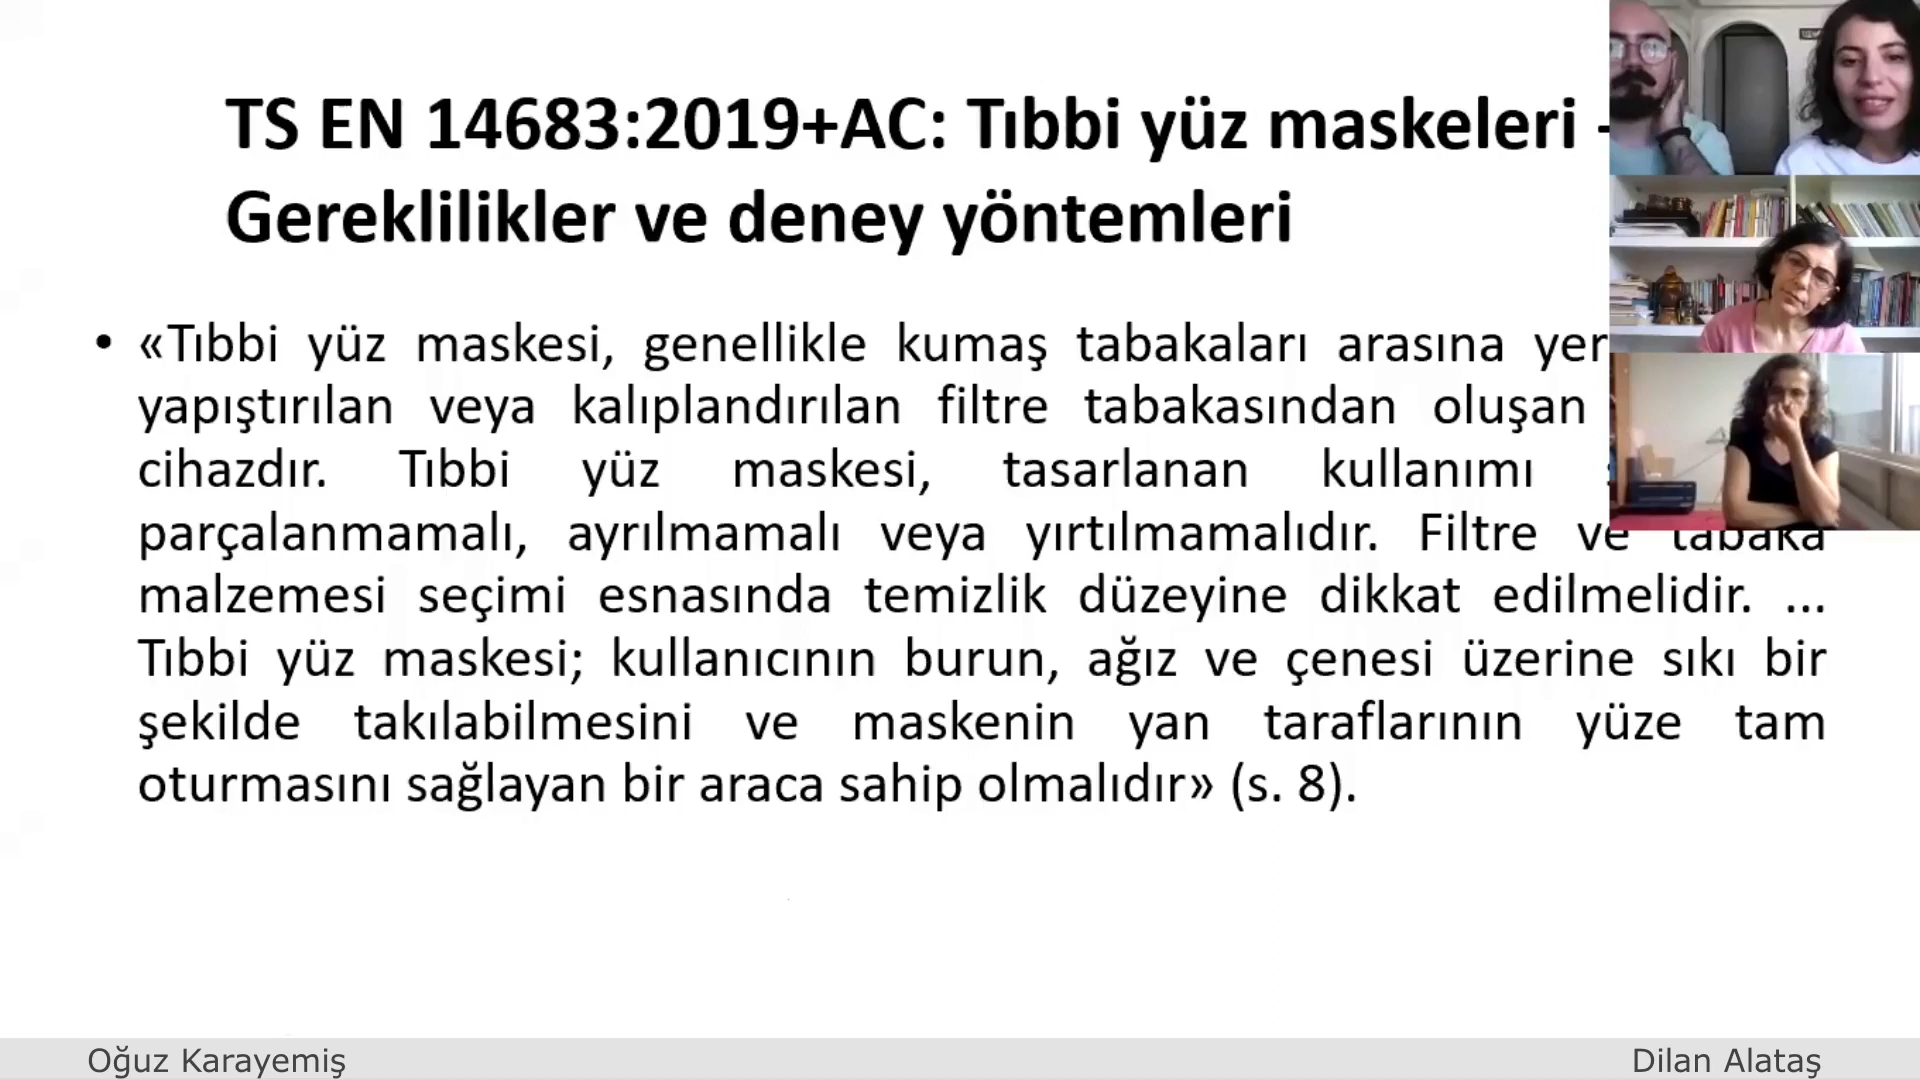 TS EN 14683:2019+AC: Tıbbi yüz maskeleri -
Gereklilikler ve deney yöntemleri
• «Tıbbi yüz maskesi, genellikle kumaş tabakaları arasına
yapıştırılan veya kalıplandırılan filtre tabakasından oluşan
cihazdır. Tıbbi yüz maskesi, tasarlanan kullanımı
parçalanmamalı, ayrılmamalı veya yırtılmamalıdır. Filtre ve tabaka
malzemesi seçimi esnasında temizlik düzeyine dikkat edilmelidir. ...
Tıbbi yüz maskesi; kullanıcının burun, ağız ve çenesi üzerine sıkı bir
şekilde takılabilmesini ve maskenin yan taraflarının yüze tam
oturmasını sağlayan bir araca sahip olmalıdır» (s. 8).
Oğuz Karayemiş
Dilan Alataş